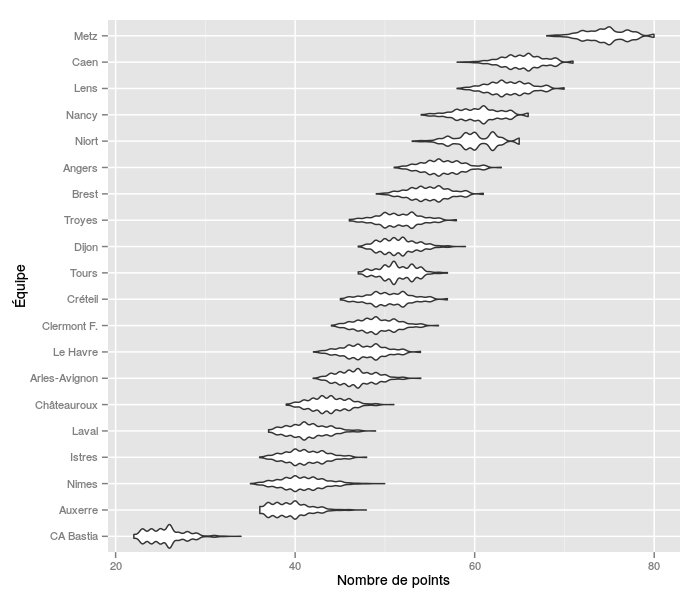 Metz
Caen
Lens
Nancy
Niort
Angers
Brest
Troyes
Dijon
Tours
Créteil
Clermont F.
Le Havre
Arles-Avignon
Châteauroux
Laval
Istres
Nimes
Auxerre
CA Bastia
Équipe
20 40 60 80
Nombre de points